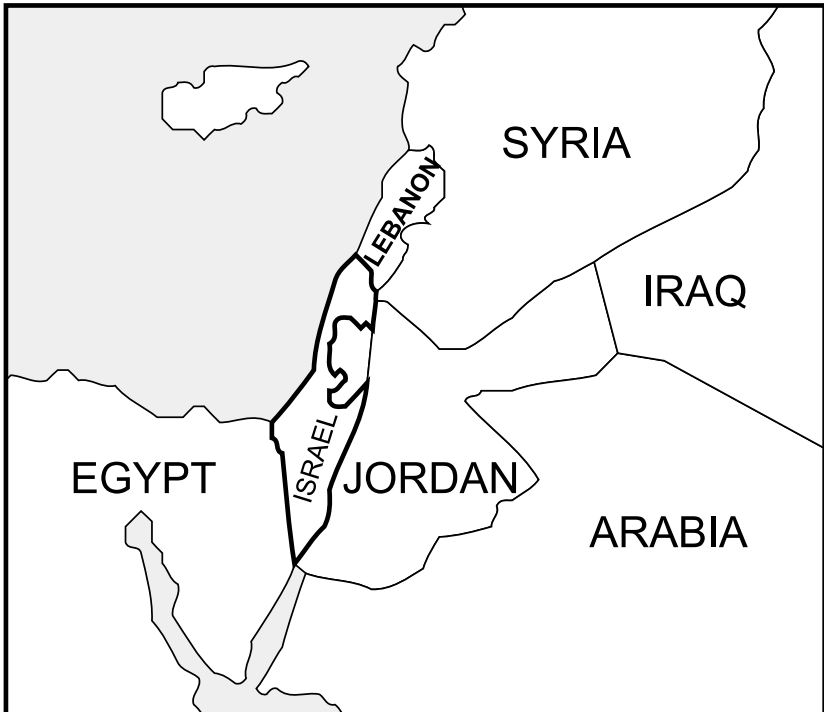 SYRIA
LEBANON
IRAQ
ISRAEL
EGYPT
JORDAN
ARABIA